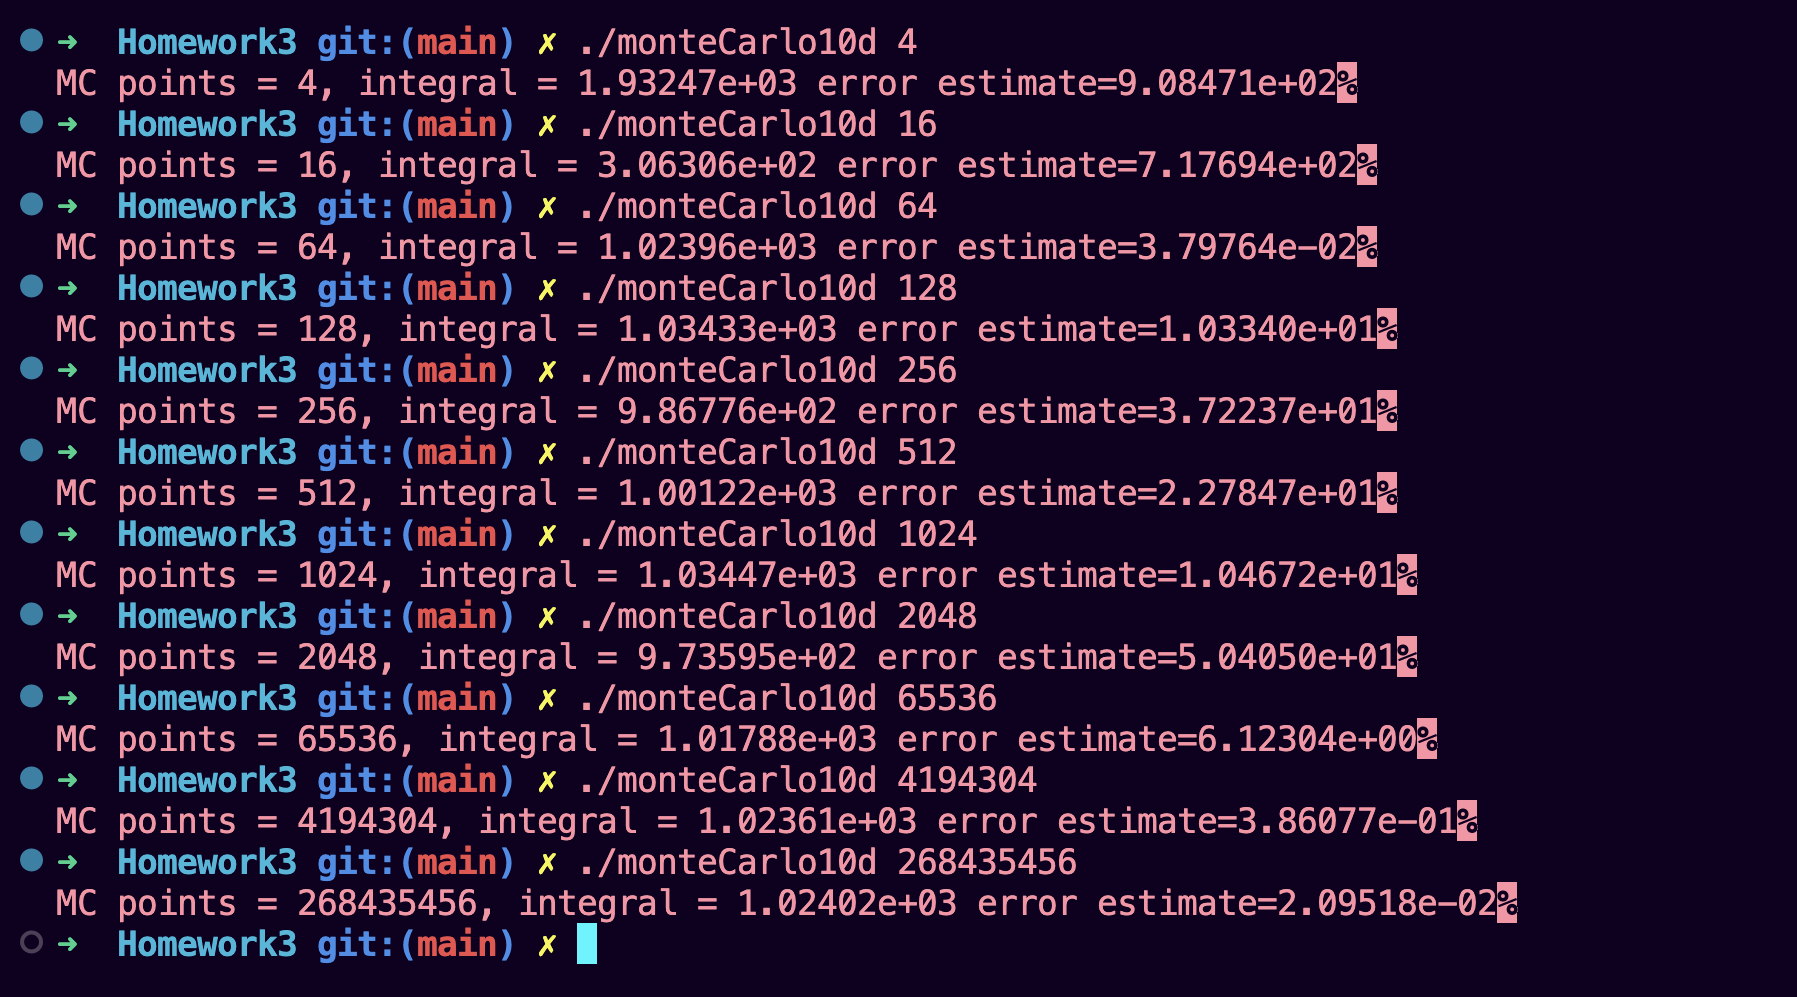 ➜ Homework3 git:(main) ✗ ./monteCarlo10d 4
MC points = 4, integral = 1.93247e+03 error estimate=9.08471e+02%
➜ Homework3 git:(main) ✗ ./monteCarlo10d 16
MC points = 16, integral = 3.06306e+02 error estimate=7.17694e+02%
➜ Homework3 git:(main) ✗ ./monteCarlo10d 64
MC points = 64, integral = 1.02396e+03 error estimate=3.79764e-02%
➜ Homework3 git:(main) ✗ ./monteCarlo10d 128
MC points = 128, integral = 1.03433e+03 error estimate=1.03340e+01%
➜ Homework3 git:(main) ✗ ./monteCarlo10d 256
MC points = 256, integral = 9.86776e+02 error estimate=3.72237e+01%
➜ Homework3 git:(main) ✗ ./monteCarlo10d 512
MC points = 512, integral = 1.00122e+03 error estimate=2.27847e+01%
➜ Homework3 git:(main) ✗ ./monteCarlo10d 1024
MC points = 1024, integral = 1.03447e+03 error estimate=1.04672e+01%
➜ Homework3 git:(main) ✗ ./monteCarlo10d 2048
MC points = 2048, integral = 9.73595e+02 error estimate=5.04050e+01%
➜ Homework3 git:(main) ✗ ./monteCarlo10d 65536
MC points = 65536, integral = 1.01788e+03 error estimate=6.12304e+00%
➜ Homework3 git:(main) ✗ ./monteCarlo10d 4194304
MC points = 4194304, integral = 1.02361e+03 error estimate=3.86077e-01%
➜ Homework3 git:(main) ✗ ./monteCarlo10d 268435456
MC points = 268435456, integral = 1.02402e+03 error estimate=2.09518e-02%
➜ Homework3 git:(main) ✗